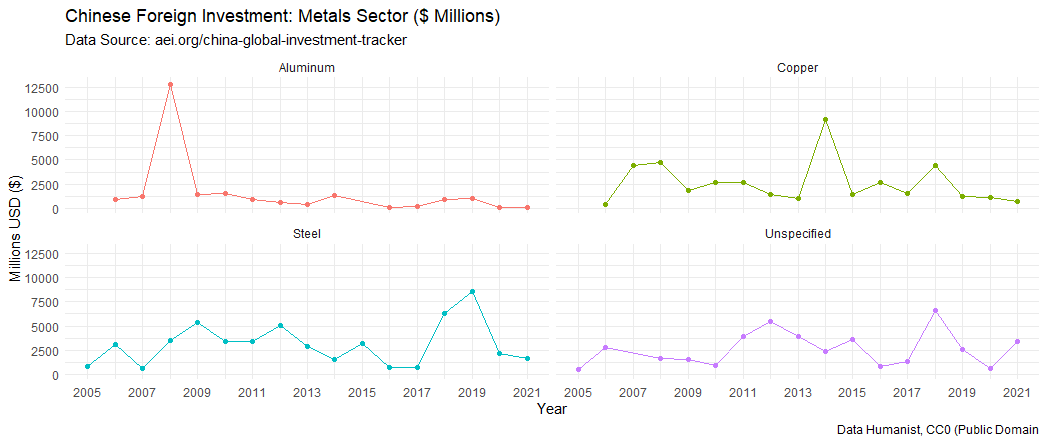 Chinese Foreign Investment: Metals Sector ($ Millions)
Data Source: aei.org/china-global-investment-tracker
Aluminum
Copper
12500
10000
7500
5000
2500
0
Steel
Unspecified
12500
10000
7500
5000
2500
0
Millions USD ($)
2005 2007 2009 2011 2013 2015 2017 2019 2021
2005 2007 2009 2011 2013 2015 2017 2019 2021
Year
Data Humanist, CC0 (Public Domain